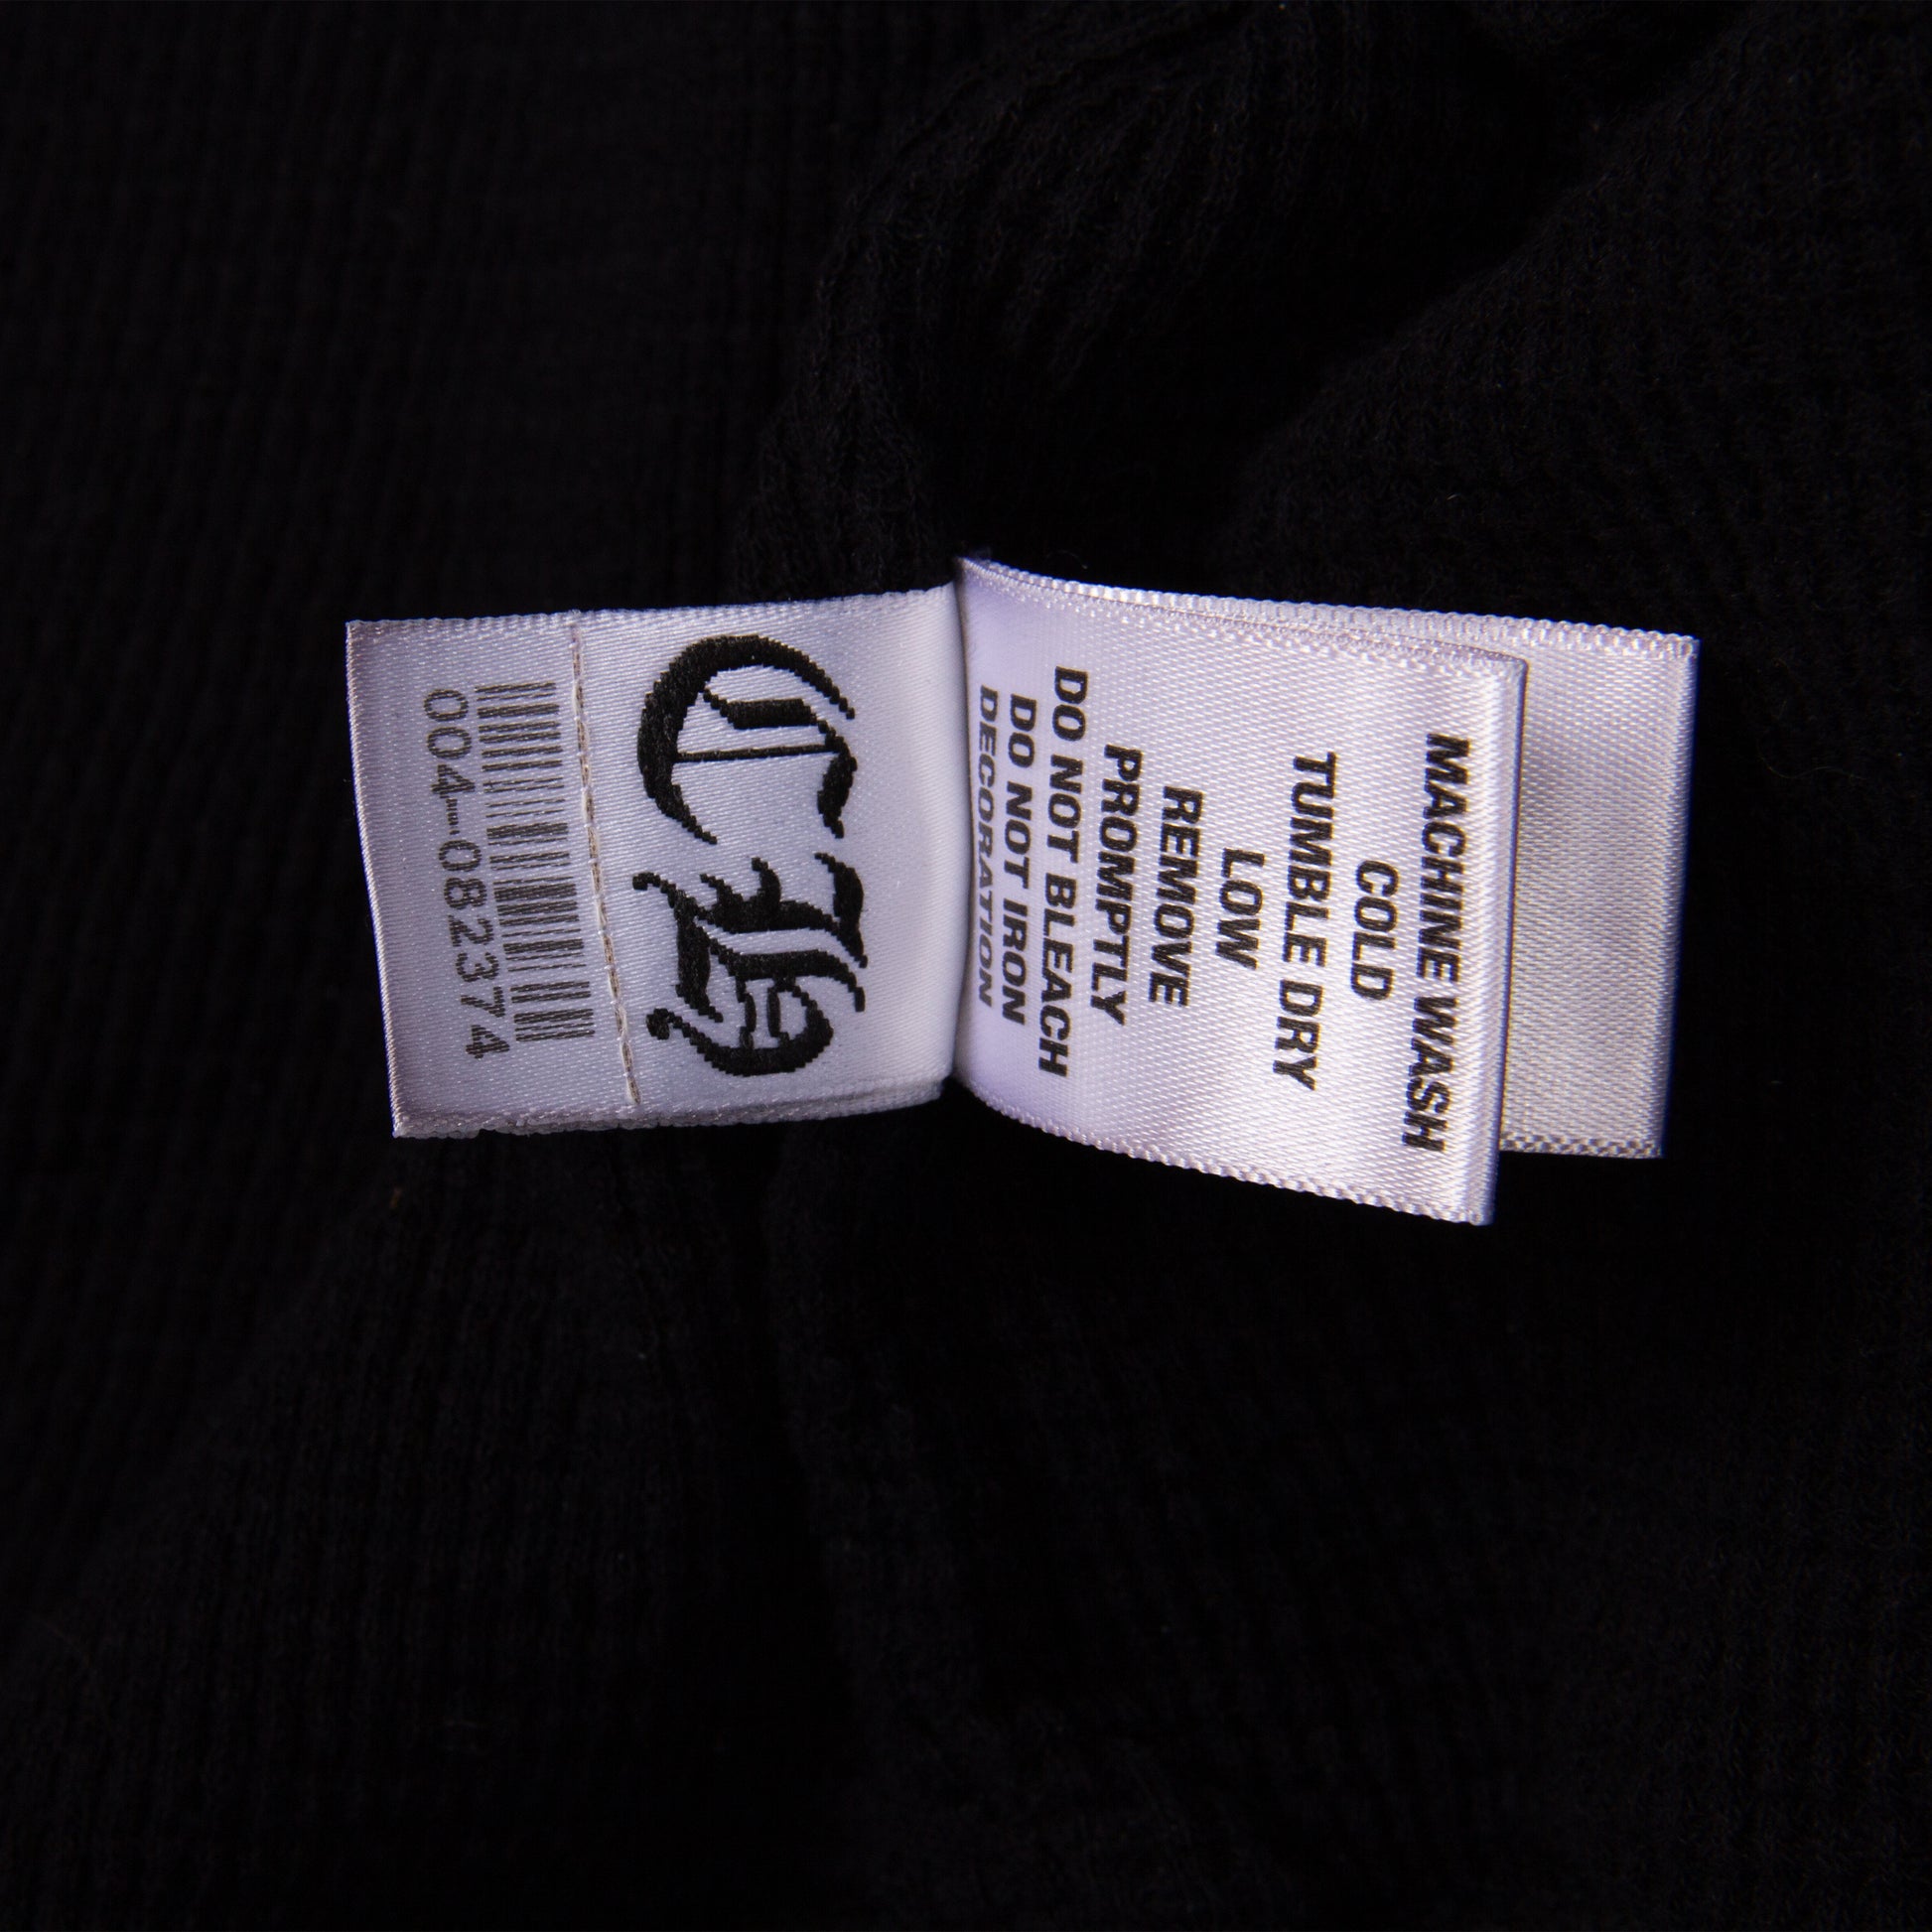 MACHINE WASH
COLD
TUMBLE DRY
LOW
REMOVE
PROMPTLY
DO NOT BLEACH
DO NOT IRON
DECORATION
CH
004-082374